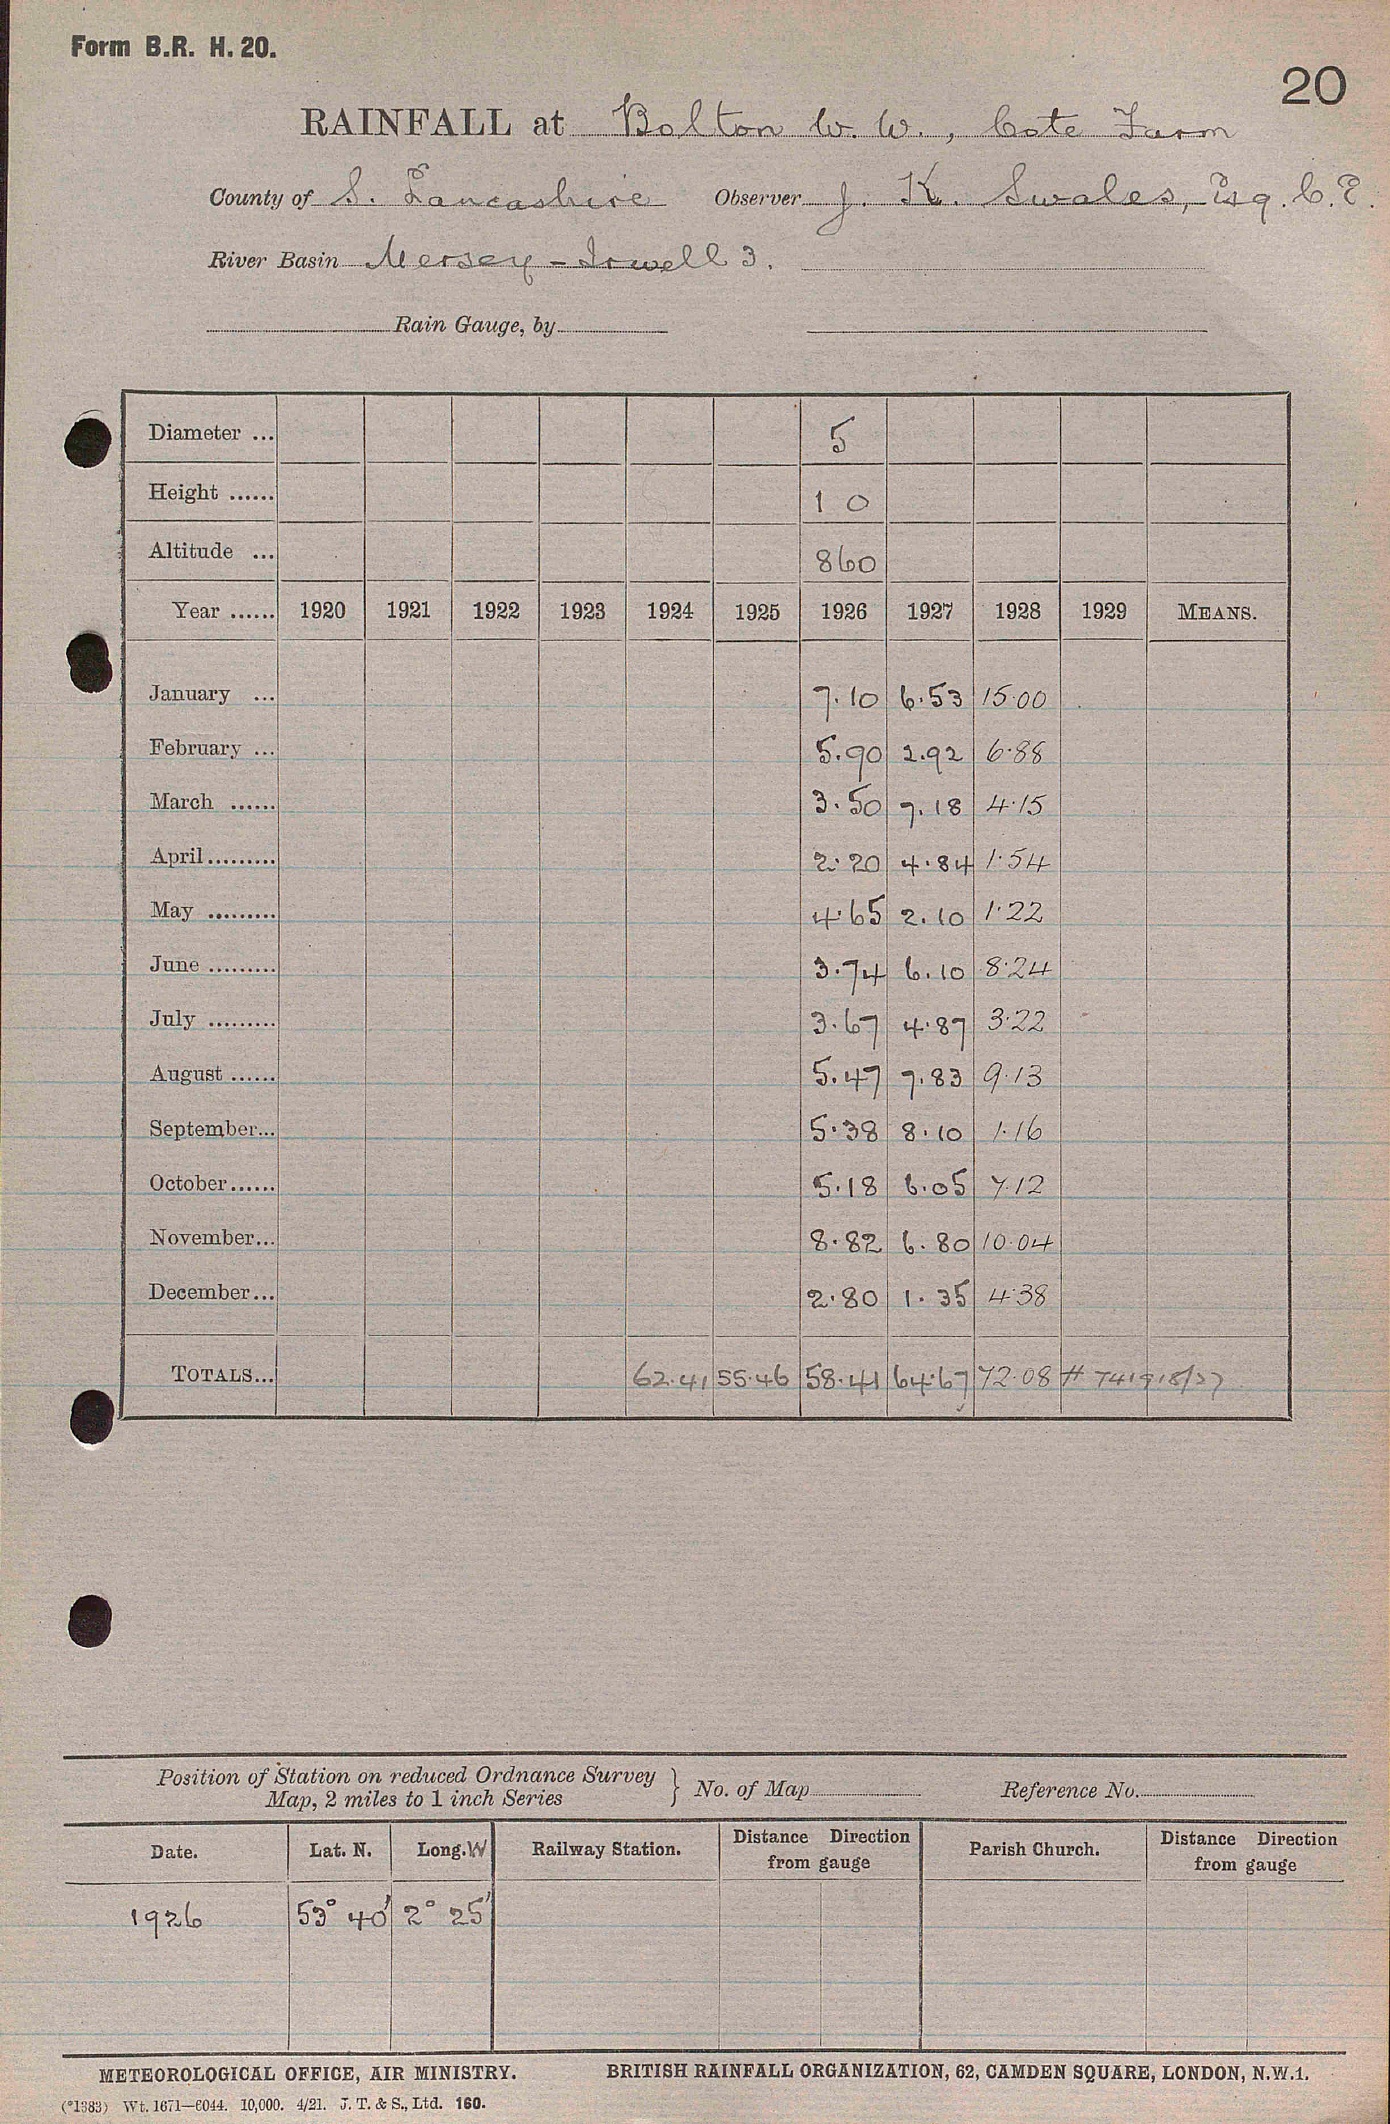 Form B.R. H. 20.
20
RAINFALL at Bolton W. W., Cote Farm
County of S. Lancashire Observer J. K. Swales, Esq. C.E.
River Basin Mersey - Irwell 3.
Rain Gauge, by
Diameter ... 5
Height ...... 1 0
Altitude ... 860
Year ...... 1920 1921 1922 1923 1924 1925 1926 1927 1928 1929 MEANS.
January ... 7.10 6.53 15.00
February ... 5.90 2.92 6.88
March ...... 3.50 7.18 4.15
April......... 2.20 4.84 1.54
May ......... 4.65 2.10 1.22
June ......... 3.74 6.10 8.24
July ......... 3.67 4.87 3.22
August ...... 5.47 7.83 9.13
September... 5.38 8.10 1.16
October...... 5.18 6.05 7.12
November... 8.82 6.80 10.04
December... 2.80 1.35 4.38
TOTALS... 62.41 55.46 58.41 64.67 72.08
Position of Station on reduced Ordnance Survey
Map, 2 miles to 1 inch Series } No. of Map Reference No.
Date. Lat. N. Long. W Railway Station. Distance Direction from gauge Parish Church. Distance Direction from gauge
1926 53° 40' 2° 25'
METEOROLOGICAL OFFICE, AIR MINISTRY. BRITISH RAINFALL ORGANIZATION, 62, CAMDEN SQUARE, LONDON, N.W.1.
(*1383) Wt. 1671—6044. 10,000. 4/21. J. T. & S., Ltd. 160.